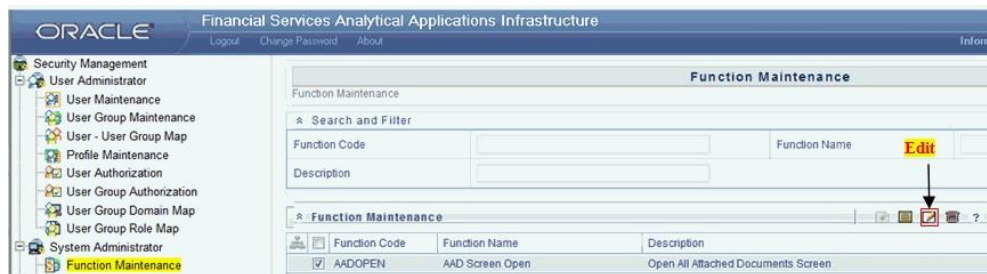 ORACLE
Financial Services Analytical Applications Infrastructure
Logout Change Password About
Security Management
User Administrator
User Maintenance
User Group Maintenance
User - User Group Map
Profile Maintenance
User Authorization
User Group Authorization
User Group Domain Map
User Group Role Map
System Administrator
Function Maintenance
Function Maintenance
Function Maintenance
Search and Filter
Function Code
Function Name
Edit
Description
Function Maintenance
?
Function Code Function Name Description
AADOPEN AAD Screen Open Open All Attached Documents Screen